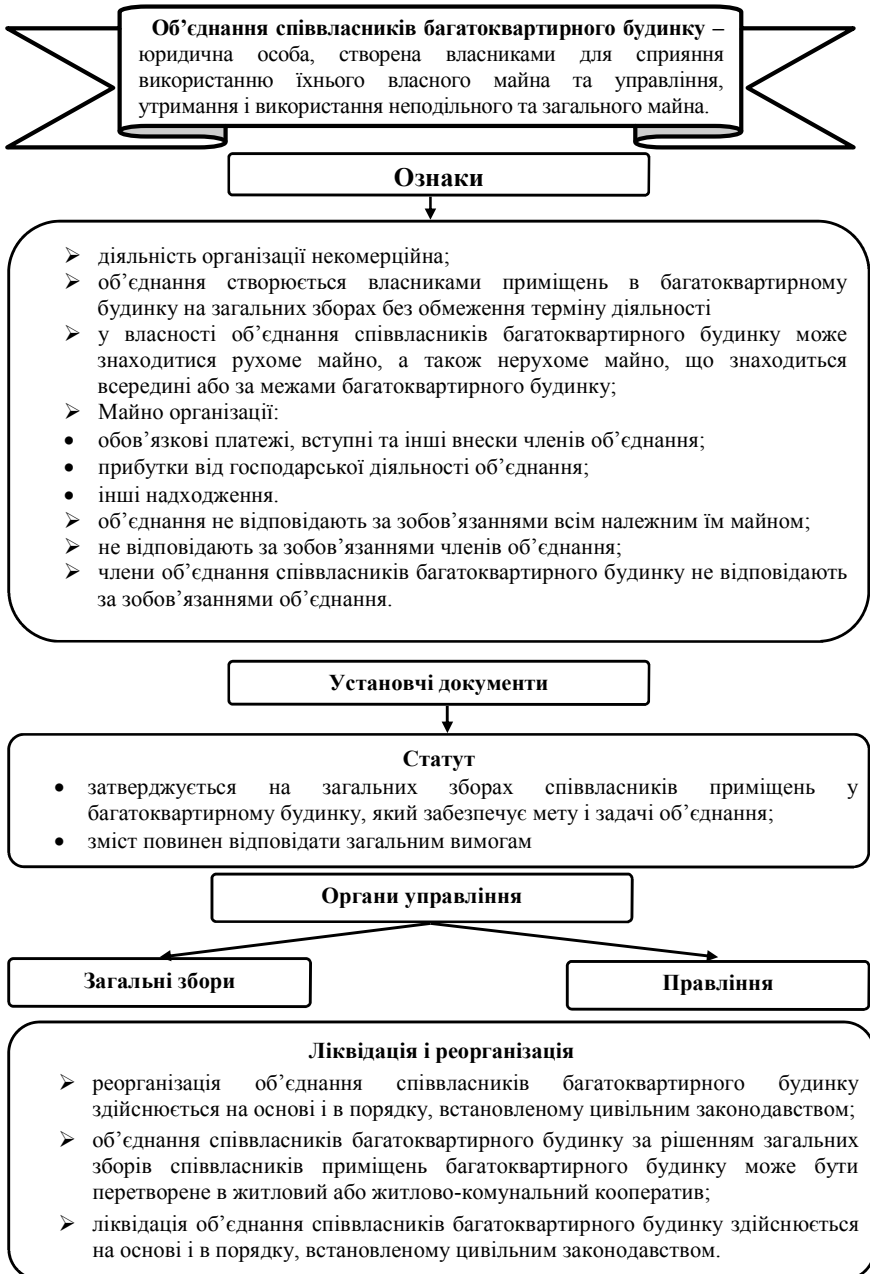 Об’єднання співвласників багатоквартирного будинку –
юридична особа, створена власниками для сприяння
використанню їхнього власного майна та управління,
утримання і використання неподільного та загального майна.
Ознаки
➢ діяльність організації некомерційна;
➢ об’єднання створюється власниками приміщень в багатоквартирному
будинку на загальних зборах без обмеження терміну діяльності
➢ у власності об’єднання співвласників багатоквартирного будинку може
знаходитися рухоме майно, а також нерухоме майно, що знаходиться
всередині або за межами багатоквартирного будинку;
➢ Майно організації:
• обов’язкові платежі, вступні та інші внески членів об’єднання;
• прибутки від господарської діяльності об’єднання;
• інші надходження.
➢ об’єднання не відповідають за зобов’язаннями всім належним їм майном;
➢ не відповідають за зобов’язаннями членів об’єднання;
➢ члени об’єднання співвласників багатоквартирного будинку не відповідають
за зобов’язаннями об’єднання.
Установчі документи
Статут
• затверджується на загальних зборах співвласників приміщень у
багатоквартирному будинку, який забезпечує мету і задачі об’єднання;
• зміст повинен відповідати загальним вимогам
Органи управління
Загальні збори
Правління
Ліквідація і реорганізація
➢ реорганізація об’єднання співвласників багатоквартирного будинку
здійснюється на основі і в порядку, встановленому цивільним законодавством;
➢ об’єднання співвласників багатоквартирного будинку за рішенням загальних
зборів співвласників приміщень багатоквартирного будинку може бути
перетворене в житловий або житлово-комунальний кооператив;
➢ ліквідація об’єднання співвласників багатоквартирного будинку здійснюється
на основі і в порядку, встановленому цивільним законодавством.